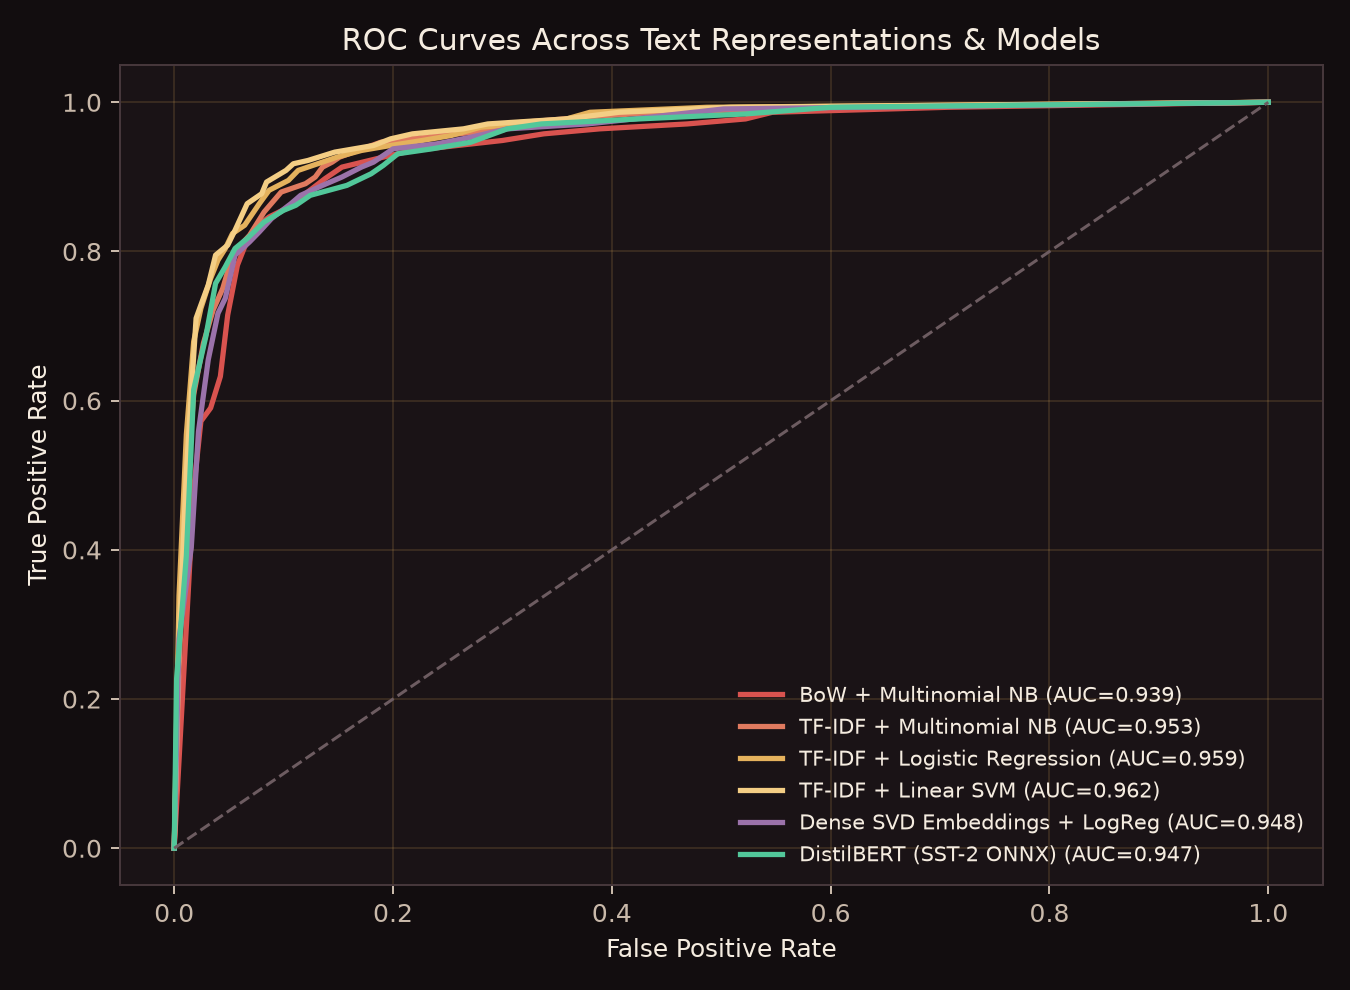 ROC Curves Across Text Representations & Models
1.0
0.8
0.6
0.4
0.2
0.0
True Positive Rate
BoW + Multinomial NB (AUC=0.939)
TF-IDF + Multinomial NB (AUC=0.953)
TF-IDF + Logistic Regression (AUC=0.959)
TF-IDF + Linear SVM (AUC=0.962)
Dense SVD Embeddings + LogReg (AUC=0.948)
DistilBERT (SST-2 ONNX) (AUC=0.947)
0.0 0.2 0.4 0.6 0.8 1.0
False Positive Rate